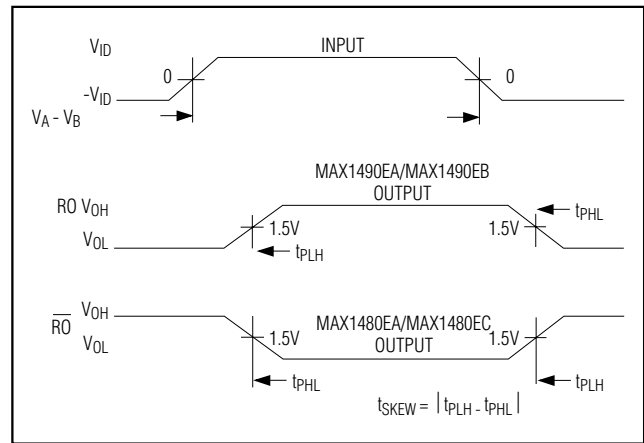 V_ID
INPUT
0
0
-V_ID
V_A - V_B
MAX1490EA/MAX1490EB
OUTPUT
RO V_OH
t_PHL
1.5V
1.5V
V_OL
t_PLH
V_OH
R̅O̅
MAX1480EA/MAX1480EC
OUTPUT
V_OL
1.5V
1.5V
t_PHL
t_PLH
t_SKEW = | t_PLH - t_PHL |